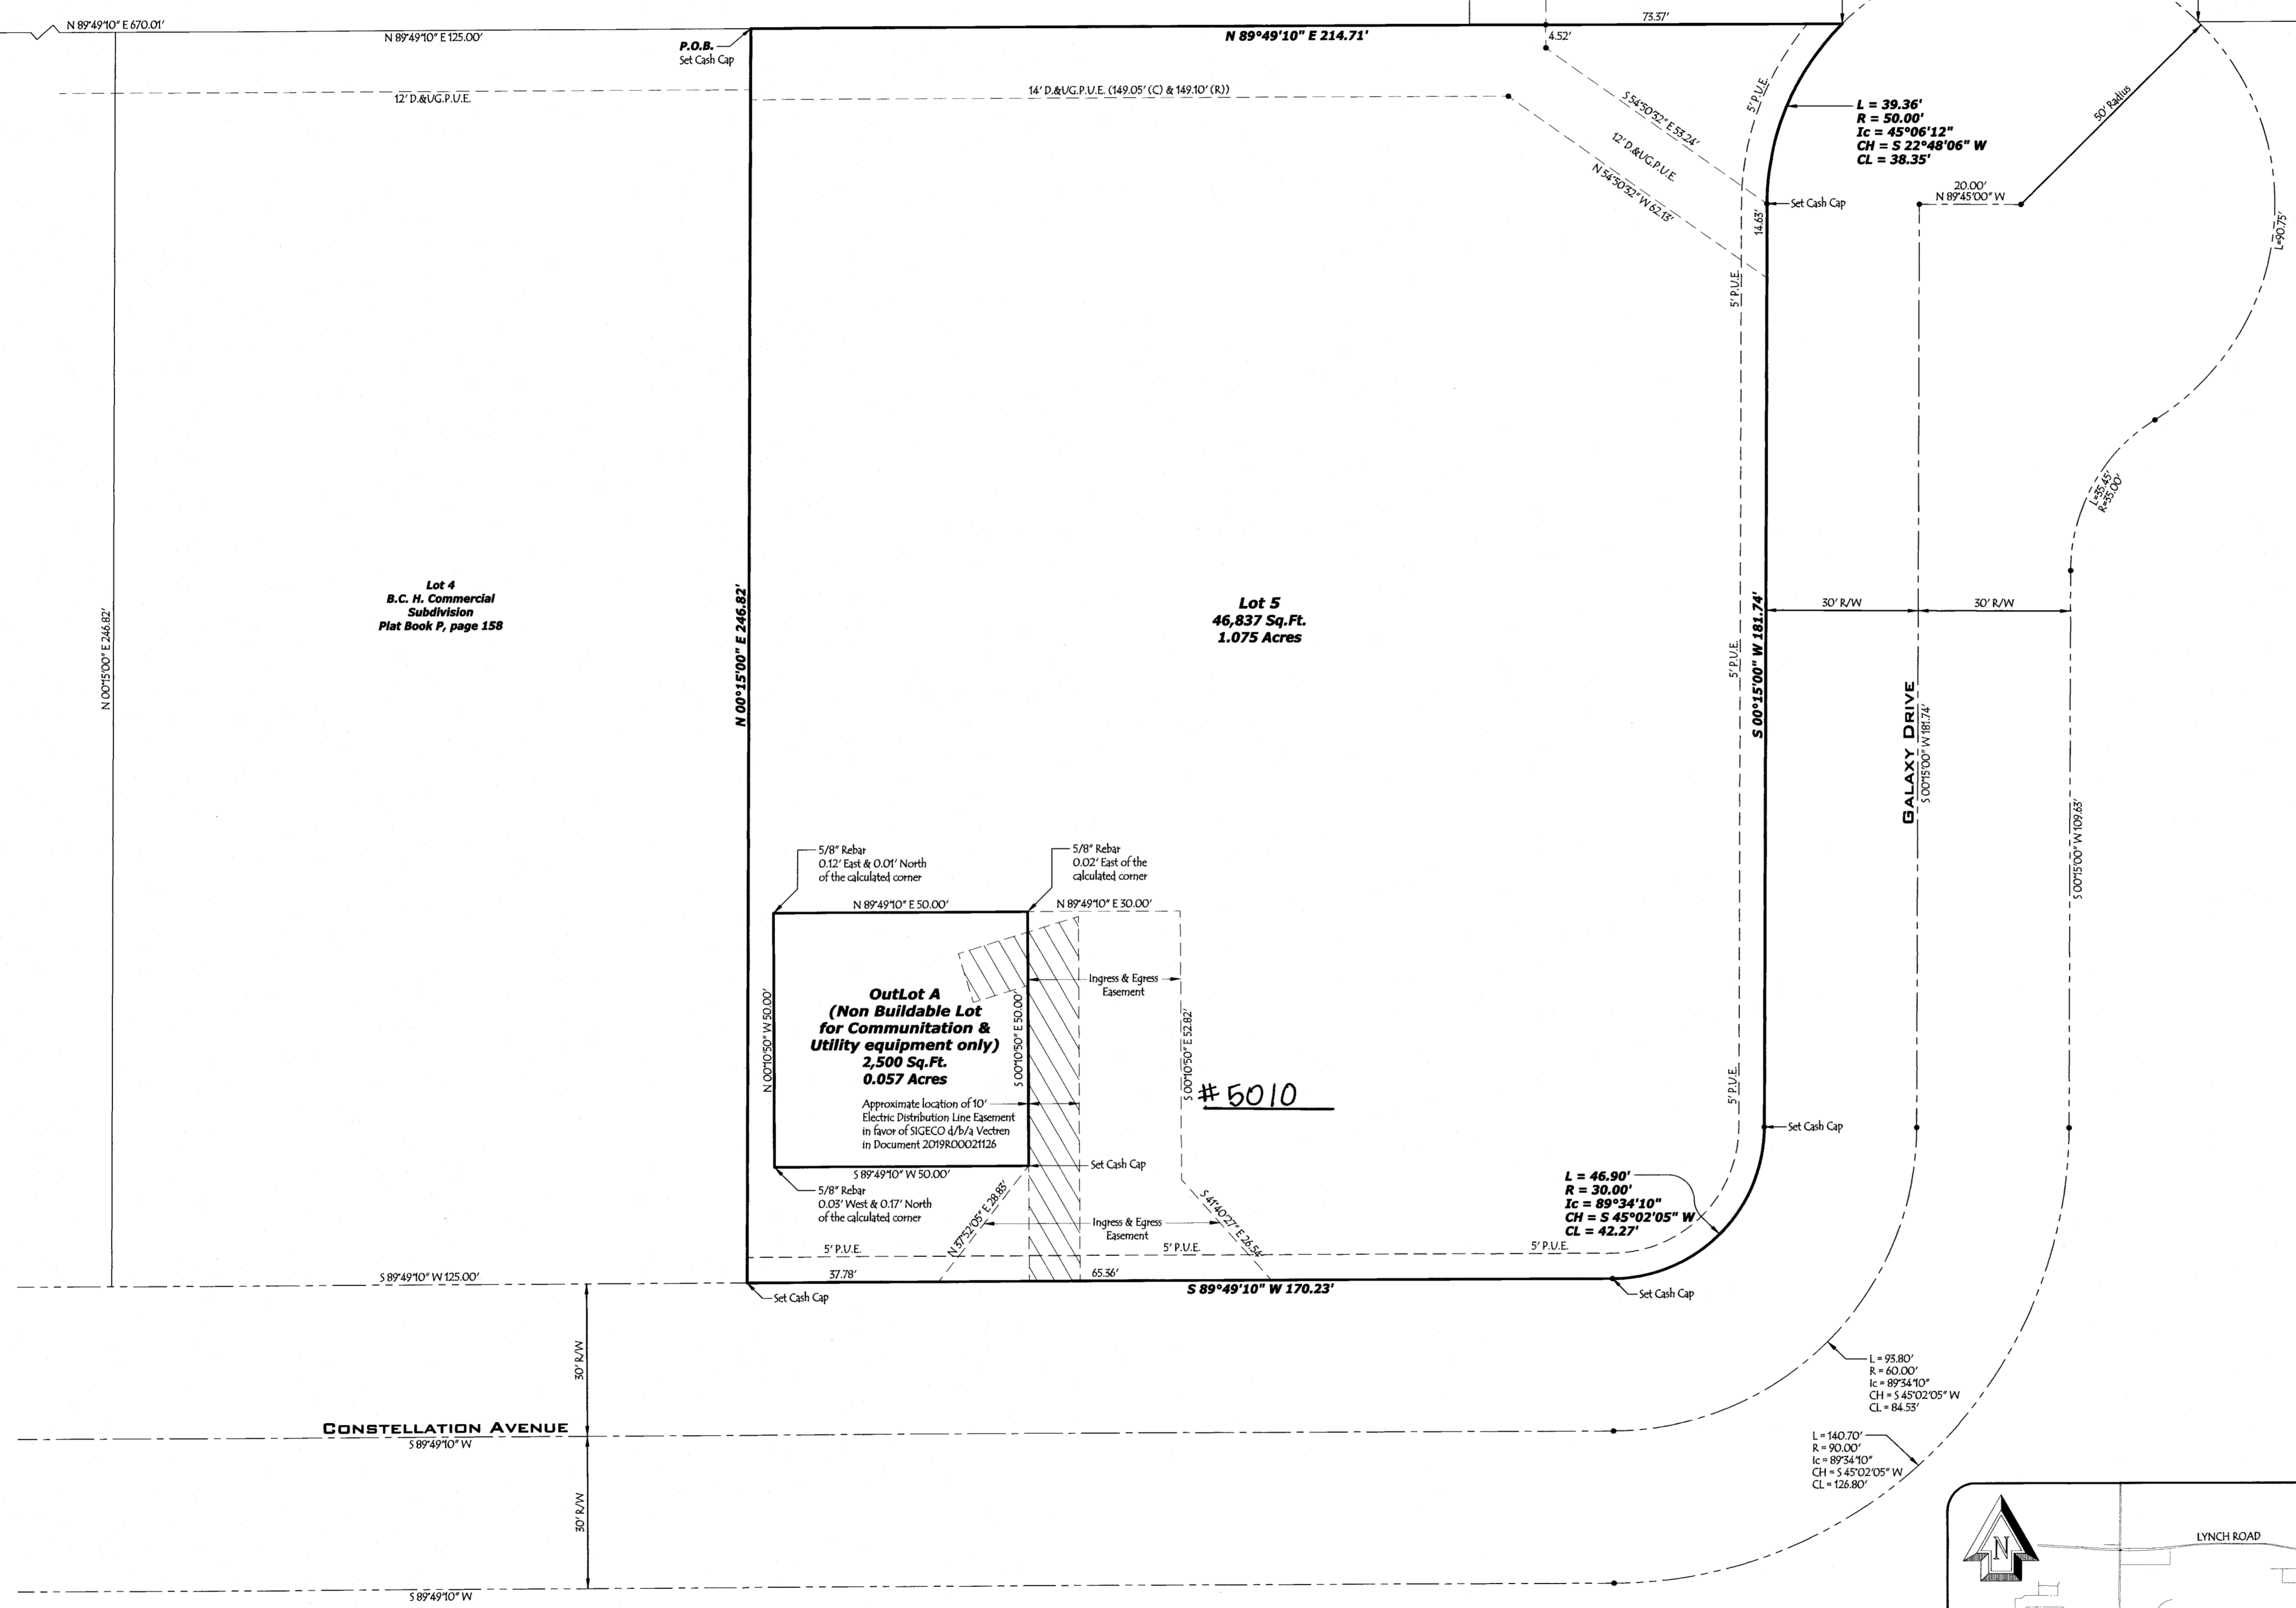 N 89°49'10" E 670.01'
N 89°49'10" E 125.00'
P.O.B.
Set Cash Cap
N 89°49'10" E 214.71'
73.37'
4.52'
12' D.&UG.P.U.E.
14' D.&UG.P.U.E. (149.05' (C) & 149.10' (R))
S 54°50'32" E 53.24'
12' D.&UG.P.U.E.
N 54°50'32" W 62.13'
5' P.U.E.
L = 39.36'
R = 50.00'
Ic = 45°06'12"
CH = S 22°48'06" W
CL = 38.35'
50' Radius
20.00'
N 89°45'00" W
Set Cash Cap
14.63'
L=90.75'
5' P.U.E.
L=35.45'
R=35.00'
Lot 4
B.C. H. Commercial
Subdivision
Plat Book P, page 158
N 00°15'00" E 246.82'
N 00°15'00" E 246.82'
Lot 5
46,837 Sq.Ft.
1.075 Acres
5' P.U.E.
S 00°15'00" W 181.74'
30' R/W
30' R/W
GALAXY DRIVE
S 00°15'00" W 181.74'
S 00°15'00" W 109.63'
5/8" Rebar
0.12' East & 0.01' North
of the calculated corner
5/8" Rebar
0.02' East of the
calculated corner
N 89°49'10" E 50.00'
N 89°49'10" E 30.00'
Ingress & Egress
Easement
N 00°10'50" W 50.00'
OutLot A
(Non Buildable Lot
for Communitation &
Utility equipment only)
2,500 Sq.Ft.
0.057 Acres
S 00°10'50" E 50.00'
S 00°10'50" E 52.82'
# 5010
Approximate location of 10'
Electric Distribution Line Easement
in favor of SIGECO d/b/a Vectren
in Document 2019R00021126
5' P.U.E.
Set Cash Cap
S 89°49'10" W 50.00'
Set Cash Cap
5/8" Rebar
0.03' West & 0.17' North
of the calculated corner
N 37°52'05" E 28.83'
Ingress & Egress
Easement
S 41°40'27" E 26.54'
L = 46.90'
R = 30.00'
Ic = 89°34'10"
CH = S 45°02'05" W
CL = 42.27'
5' P.U.E.
5' P.U.E.
5' P.U.E.
S 89°49'10" W 125.00'
37.78'
65.36'
S 89°49'10" W 170.23'
Set Cash Cap
Set Cash Cap
30' R/W
L = 93.80'
R = 60.00'
Ic = 89°34'10"
CH = S 45°02'05" W
CL = 84.53'
CONSTELLATION AVENUE
S 89°49'10" W
L = 140.70'
R = 90.00'
Ic = 89°34'10"
CH = S 45°02'05" W
CL = 126.80'
30' R/W
S 89°49'10" W
N
LYNCH ROAD